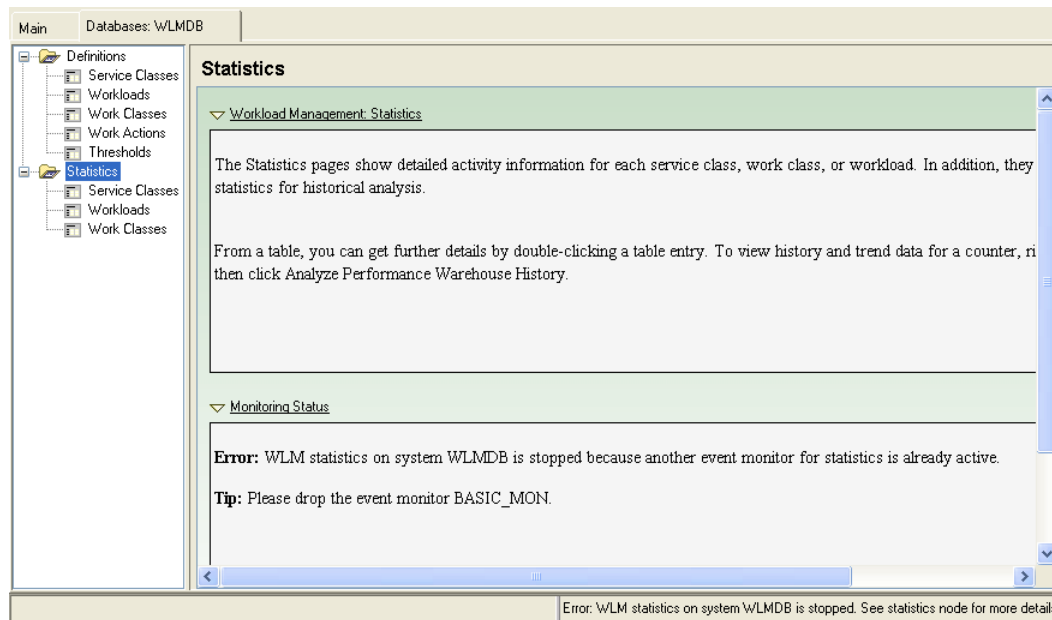 Main
Databases: WLMDB
Definitions
Service Classes
Workloads
Work Classes
Work Actions
Thresholds
Statistics
Service Classes
Workloads
Work Classes
Statistics
Workload Management: Statistics
The Statistics pages show detailed activity information for each service class, work class, or workload. In addition, they
statistics for historical analysis.
From a table, you can get further details by double-clicking a table entry. To view history and trend data for a counter, ri
then click Analyze Performance Warehouse History.
Monitoring Status
Error: WLM statistics on system WLMDB is stopped because another event monitor for statistics is already active.
Tip: Please drop the event monitor BASIC_MON.
Error: WLM statistics on system WLMDB is stopped. See statistics node for more detail